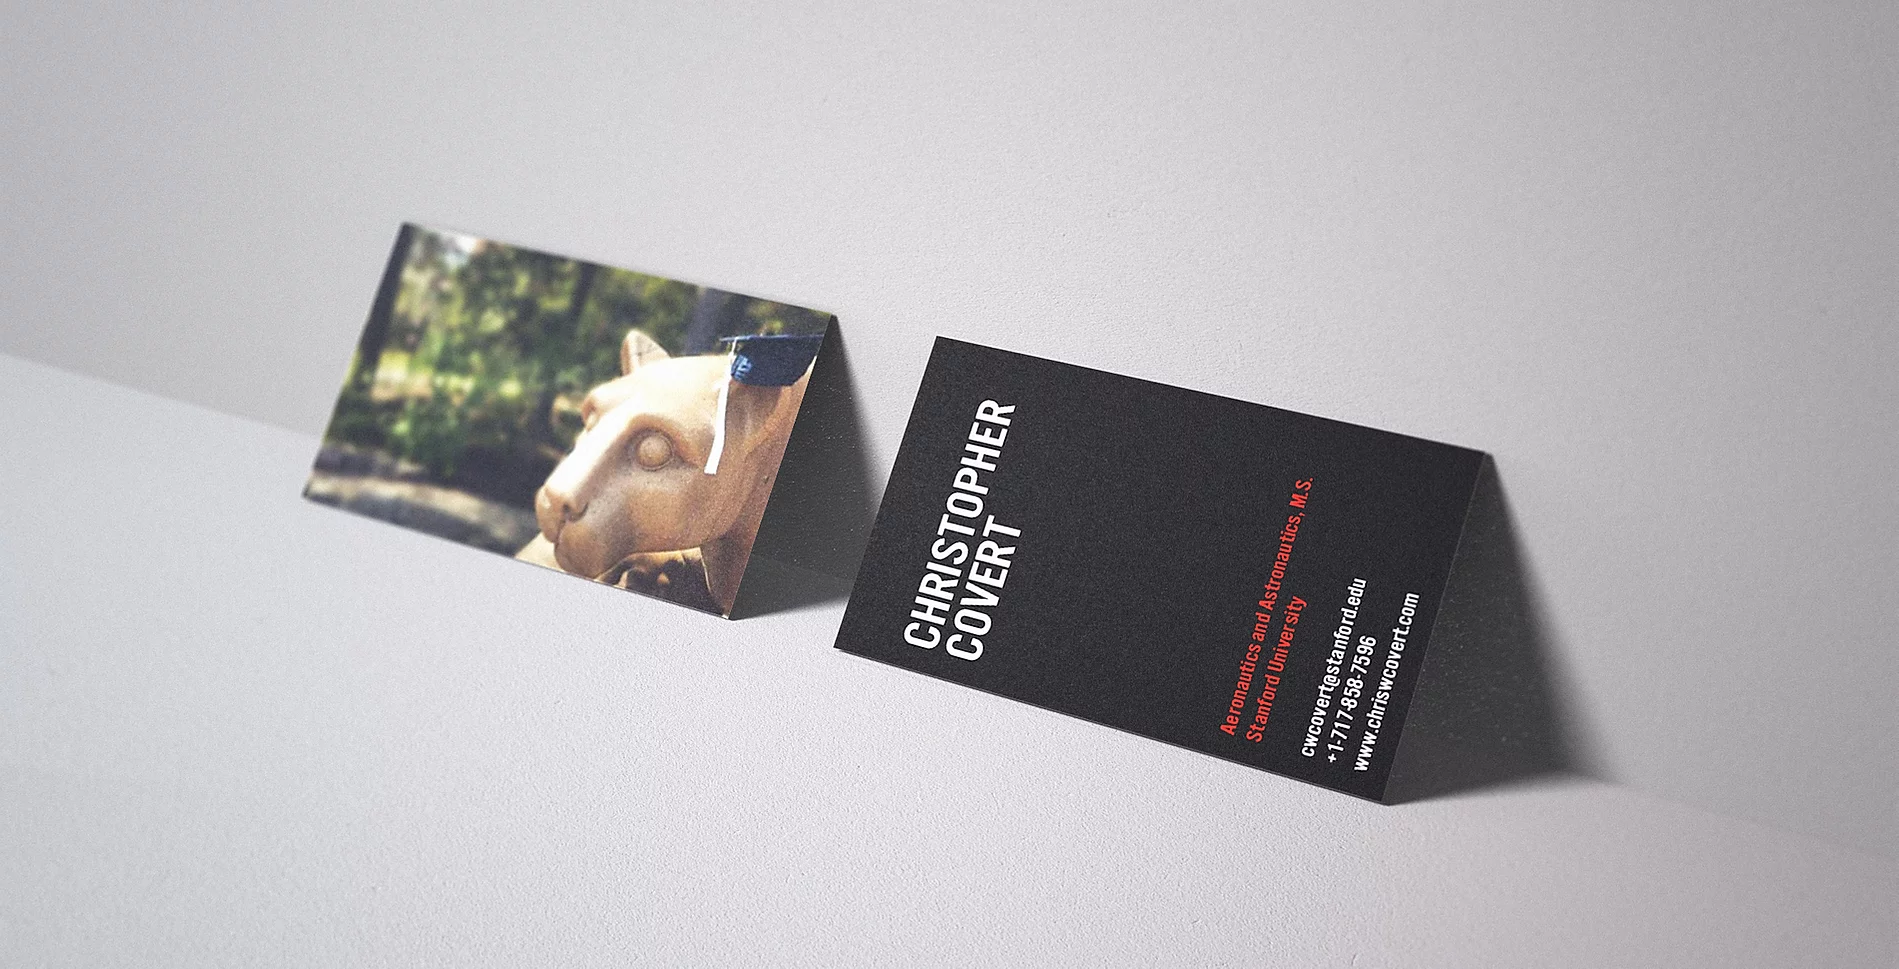 CHRISTOPHER
COVERT
Aeronautics and Astronautics, M.S.
Stanford University
cwcovert@stanford.edu
+1-717-858-7596
www.chriswcovert.com